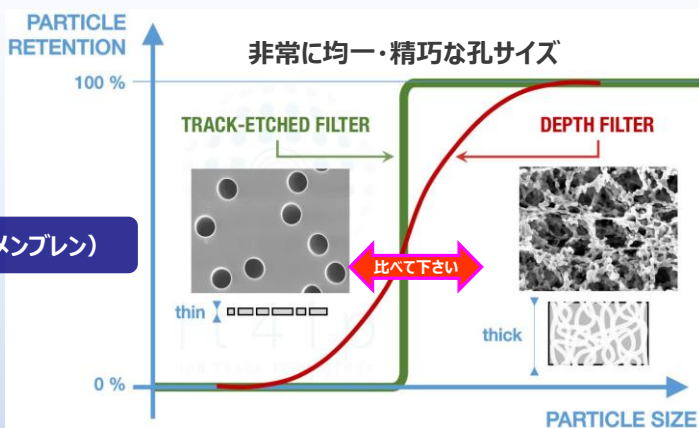 PARTICLE
RETENTION
非常に均一・精巧な孔サイズ
100 %
TRACK-ETCHED FILTER
DEPTH FILTER
メンブレン）
比べて下さい
thin
thick
0 %
PARTICLE SIZE